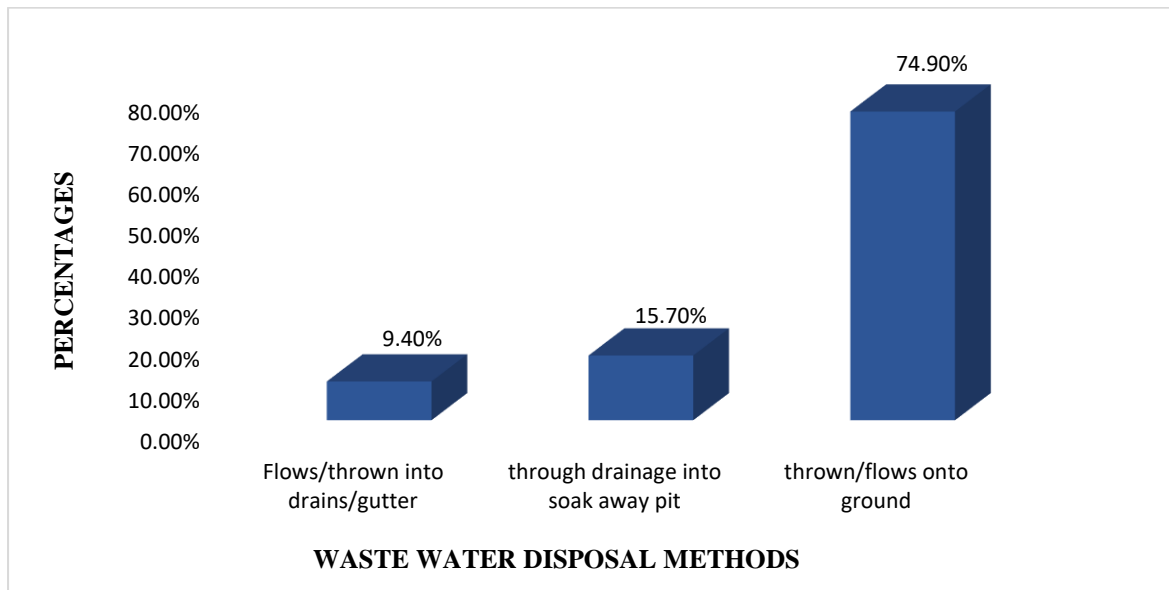 74.90%
80.00%
70.00%
60.00%
50.00%
40.00%
30.00%
20.00%
10.00%
0.00%
PERCENTAGES
9.40%
15.70%
Flows/thrown into
drains/gutter
through drainage into
soak away pit
thrown/flows onto
ground
WASTE WATER DISPOSAL METHODS